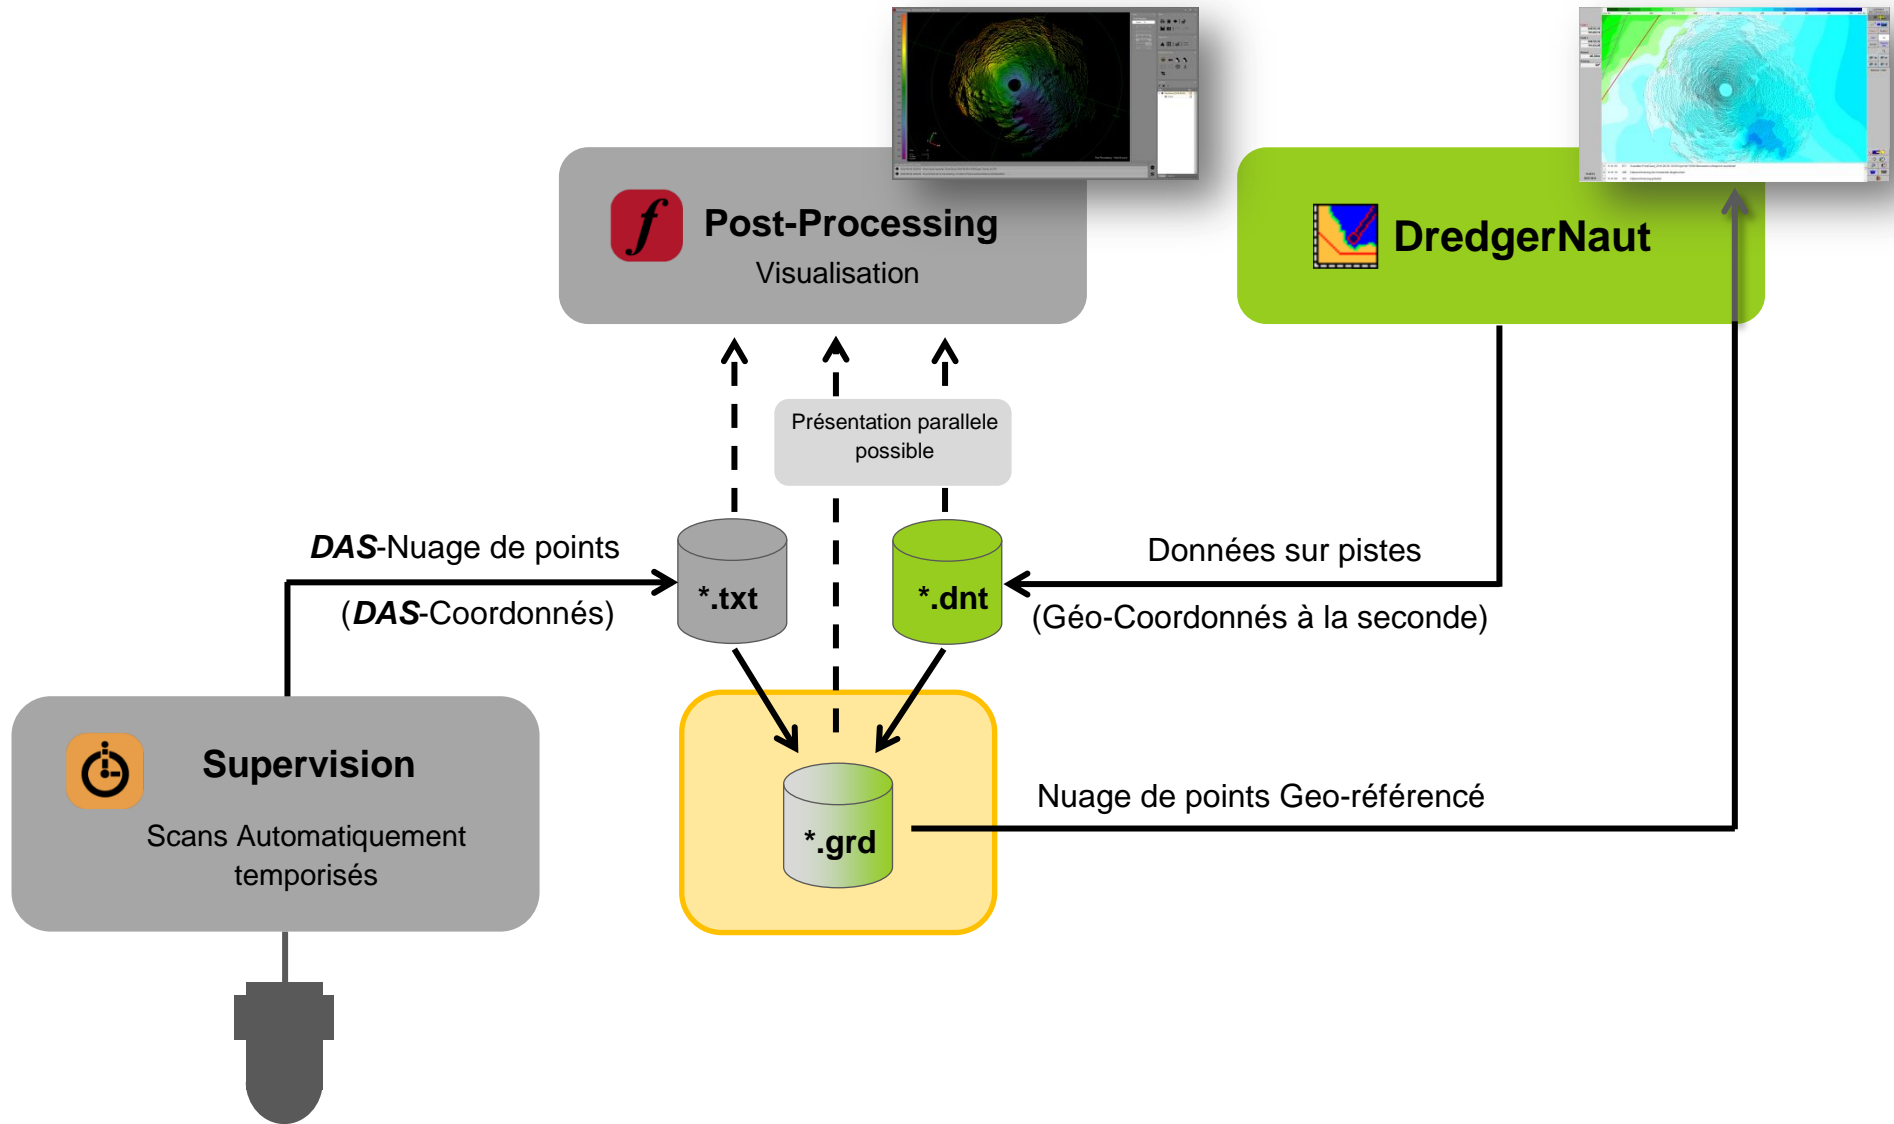 Post-Processing
Visualisation
DredgerNaut
Présentation parallele
possible
DAS-Nuage de points
(DAS-Coordonnés)
*.txt
*.dnt
Données sur pistes
(Géo-Coordonnés à la seconde)
Supervision
Scans Automatiquement
temporisés
*.grd
Nuage de points Geo-référencé